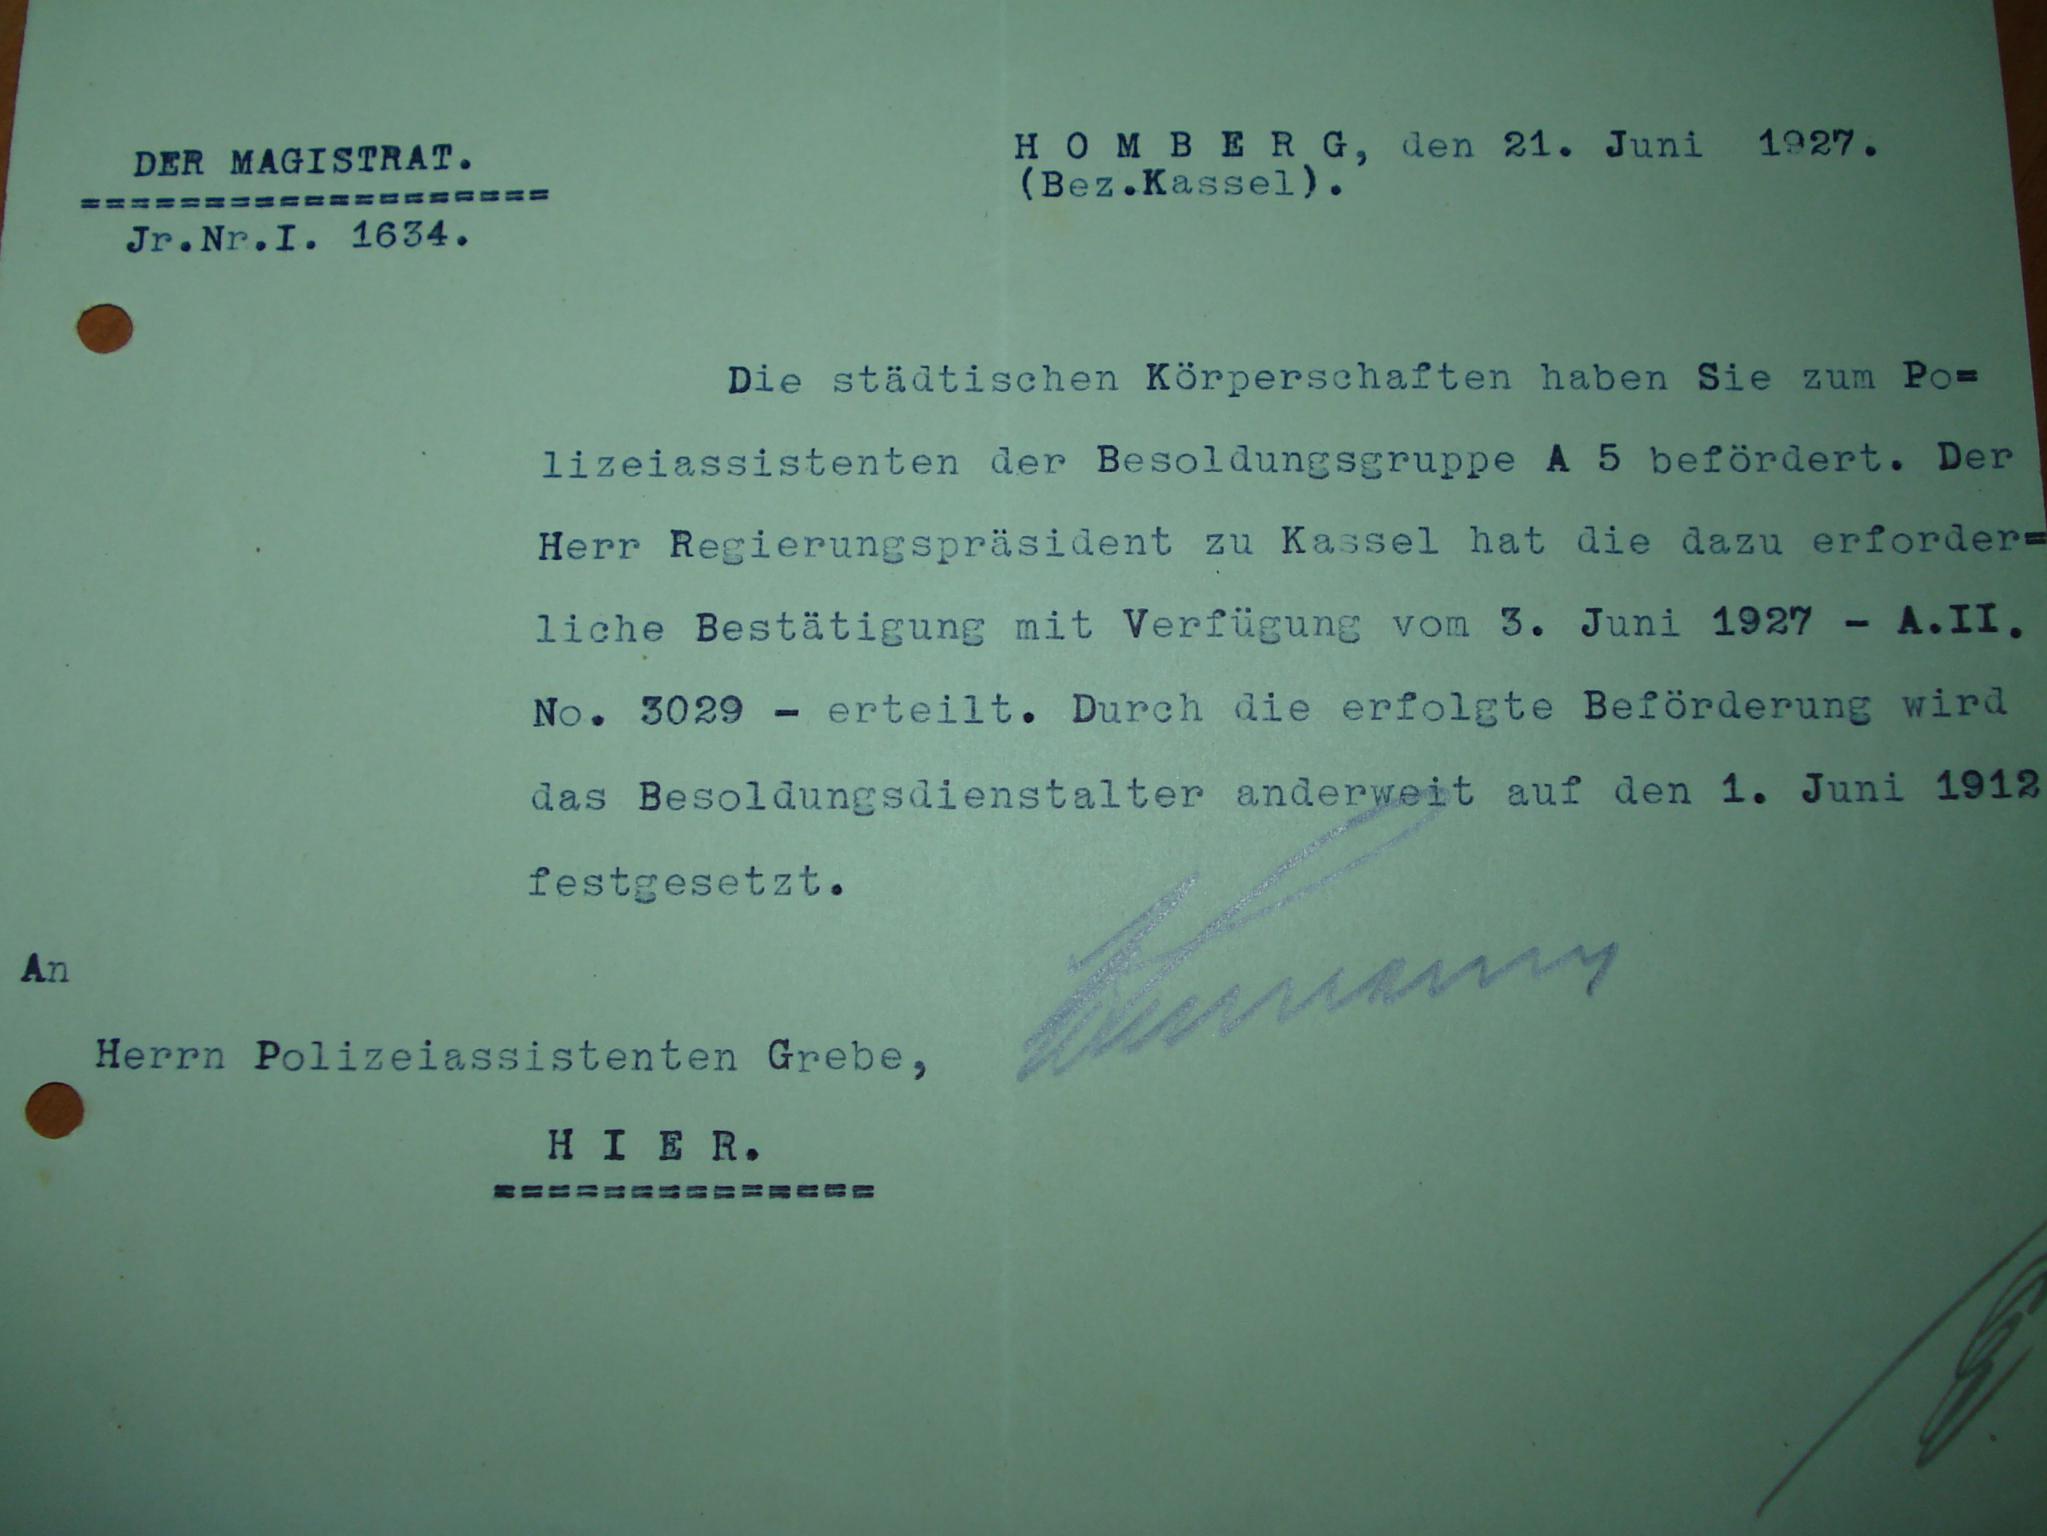 DER MAGISTRAT.
===================
Jr.Nr.I. 1634.
H O M B E R G, den 21. Juni 1927.
(Bez.Kassel).
Die städtischen Körperschaften haben Sie zum Po=
lizeiassistenten der Besoldungsgruppe A 5 befördert. Der
Herr Regierungspräsident zu Kassel hat die dazu erforder=
liche Bestätigung mit Verfügung vom 3. Juni 1927 - A.II.
No. 3029 - erteilt. Durch die erfolgte Beförderung wird
das Besoldungsdienstalter anderweit auf den 1. Juni 1912
festgesetzt.
An
Herrn Polizeiassistenten Grebe,
H I E R.
==============